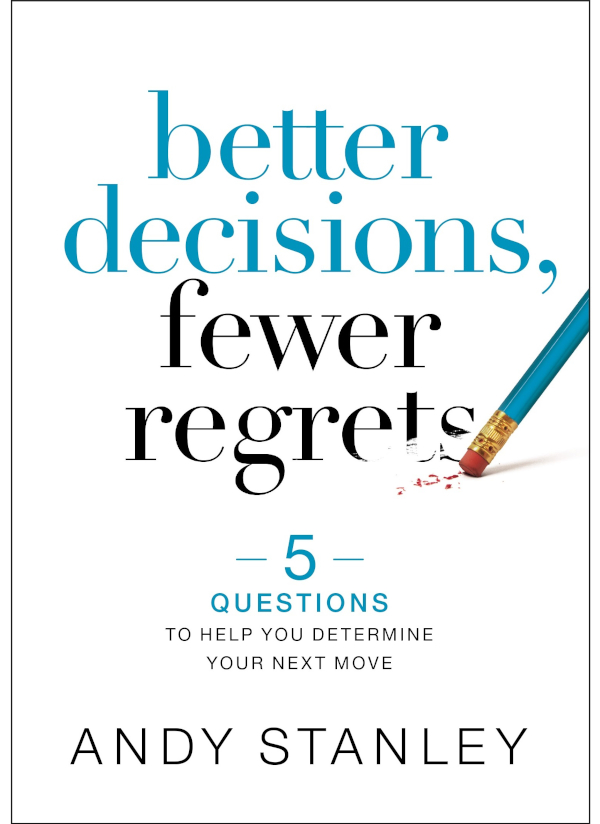 better
decisions,
fewer
regrets
5
QUESTIONS
TO HELP YOU DETERMINE
YOUR NEXT MOVE
ANDY STANLEY